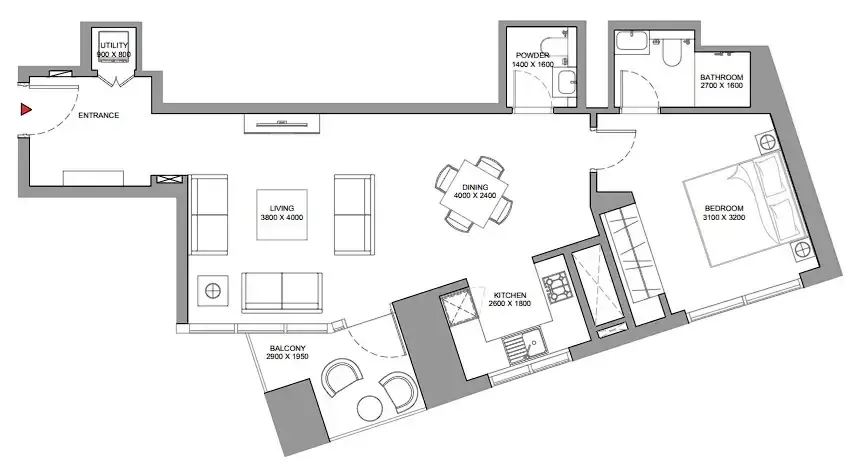 UTILITY
900 X 800
POWDER
1400 X 1600
BATHROOM
2700 X 1600
ENTRANCE
LIVING
3800 X 4000
DINING
4000 X 2400
BEDROOM
3100 X 3200
KITCHEN
2600 X 1800
BALCONY
2900 X 1950